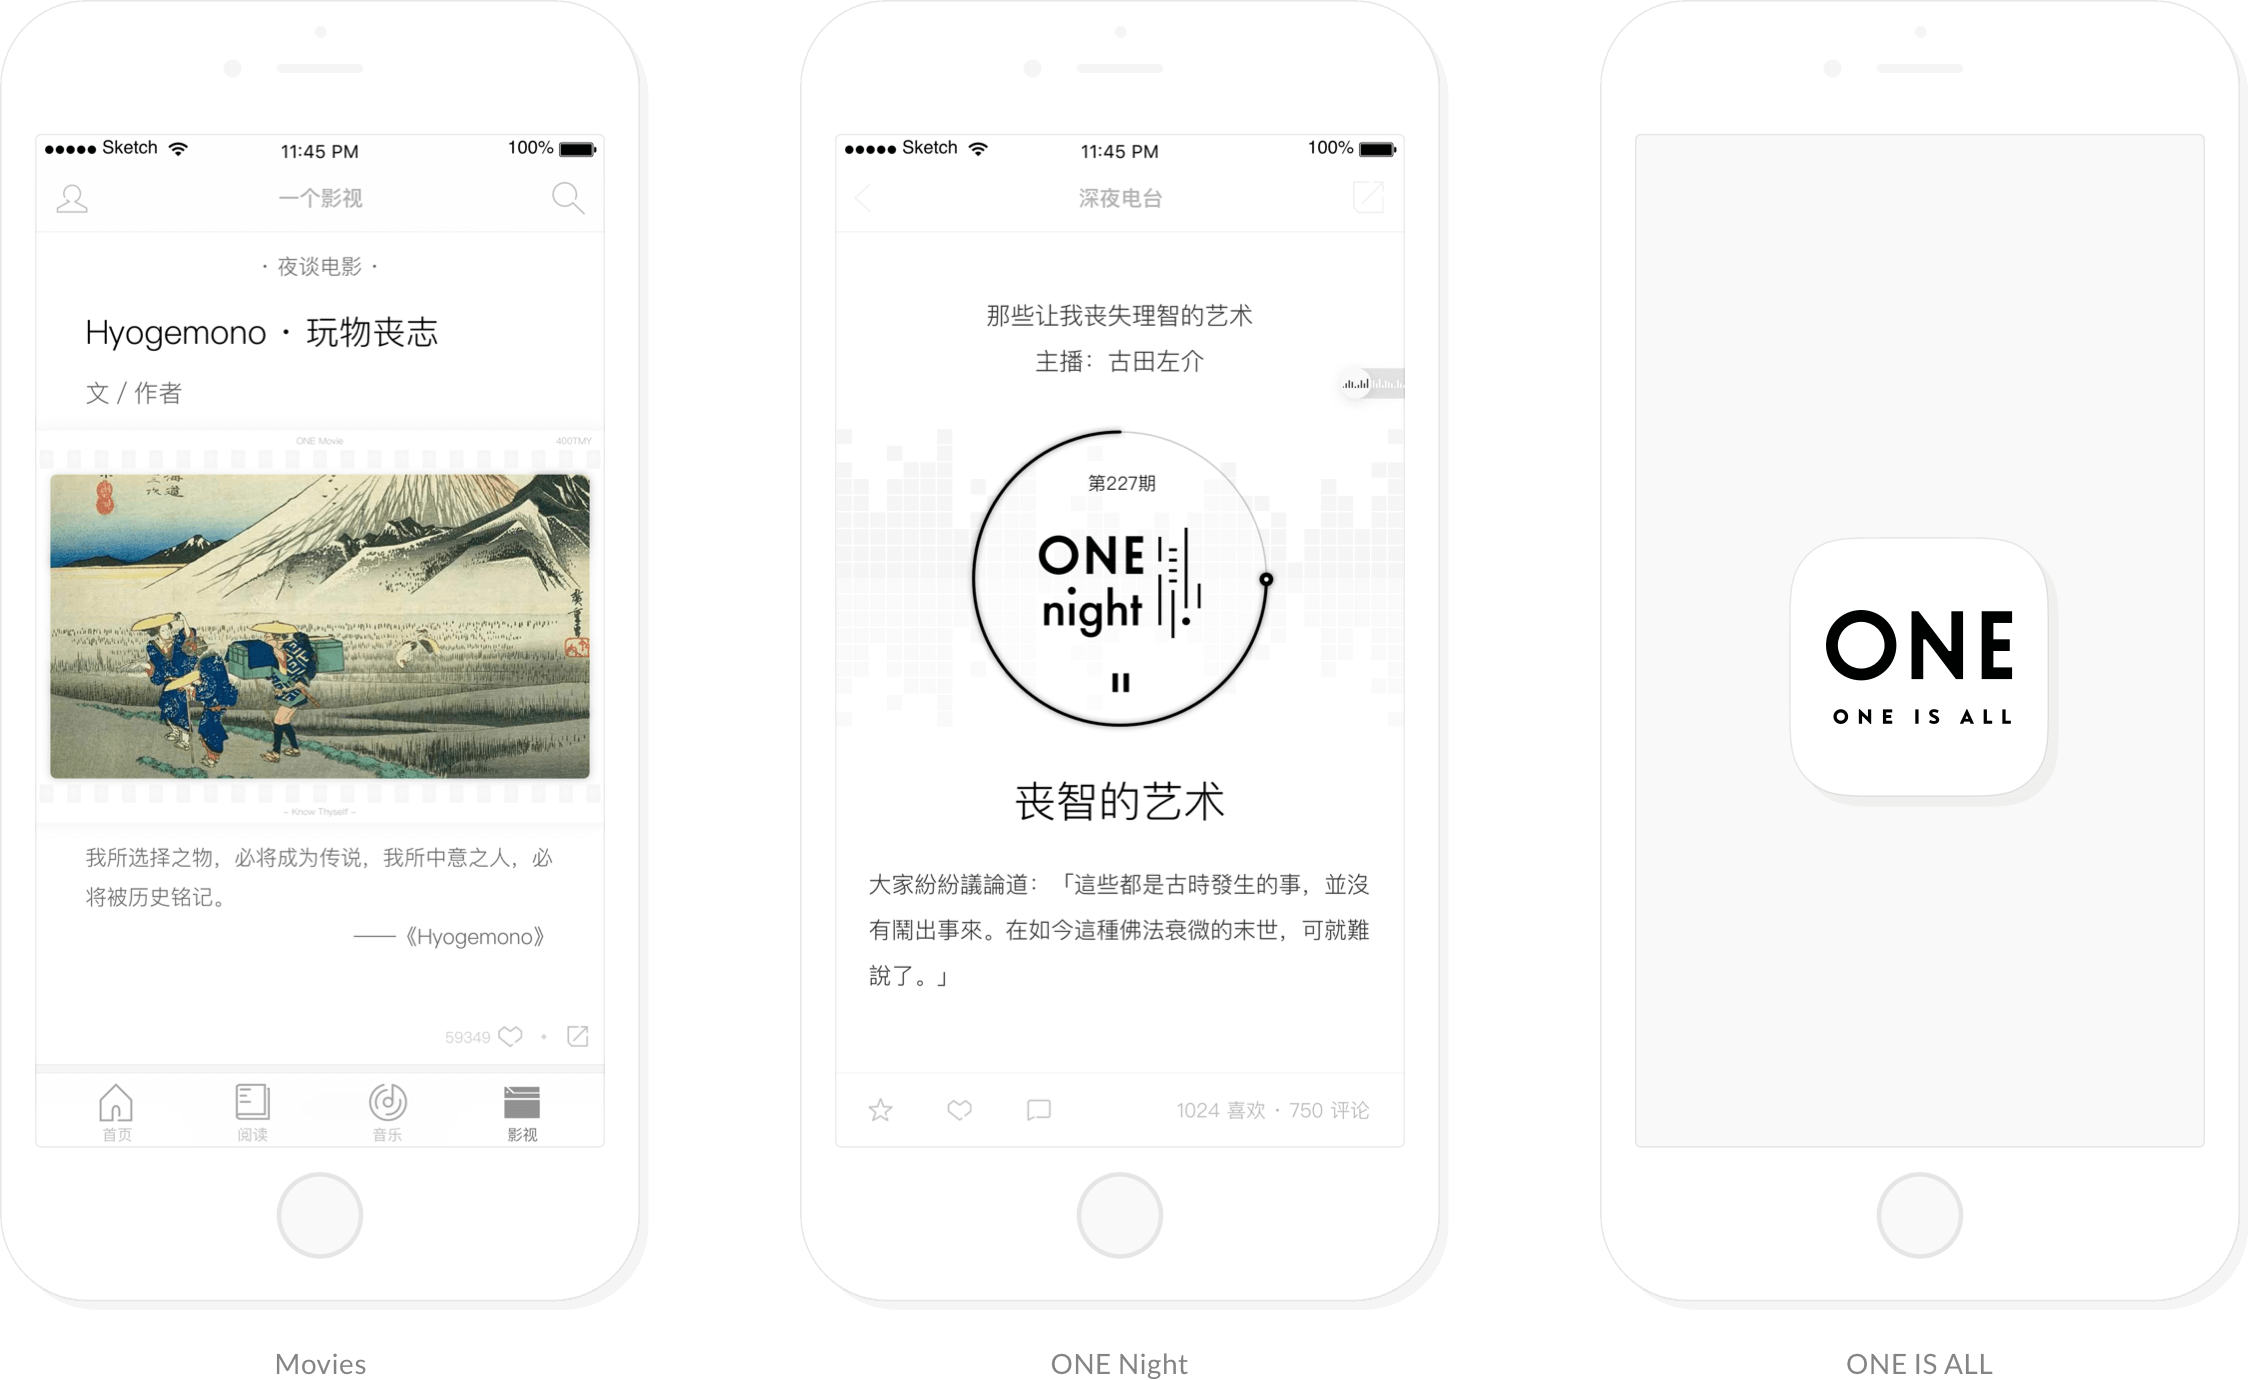 Sketch
11:45 PM
100%
一个影视
· 夜谈电影 ·
Hyogemono · 玩物丧志
文 / 作者
ONE Movie
400TMY
海道
~ Know Thyself ~
我所选择之物，必将成为传说，我所中意之人，必
将被历史铭记。
——《Hyogemono》
59349
首页
阅读
音乐
影视
Movies
Sketch
11:45 PM
100%
深夜电台
那些让我丧失理智的艺术
主播：古田左介
第227期
ONE
night
丧智的艺术
大家紛紛議論道：「這些都是古時發生的事，並沒
有鬧出事來。在如今這種佛法衰微的末世，可就難
說了。」
1024 喜欢 · 750 评论
ONE Night
ONE
ONE IS ALL
ONE IS ALL